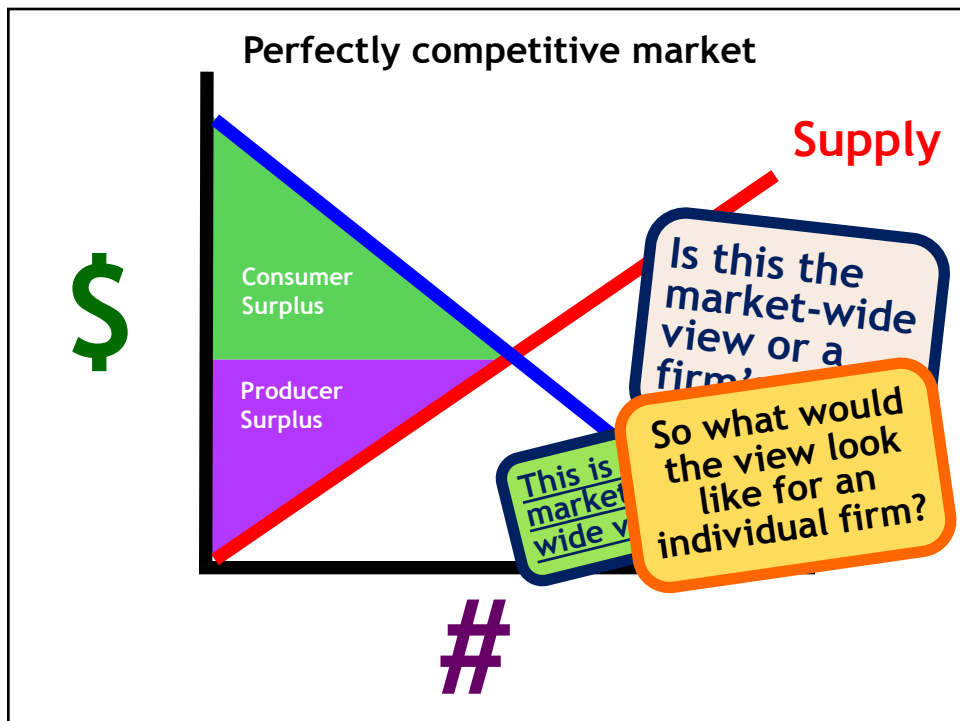 Perfectly competitive market
Supply
$
Consumer
Surplus
Producer
Surplus
Is this the
market-wide
view or a
firm's
So what would
the view look
like for an
individual firm?
This is
market
wide
#